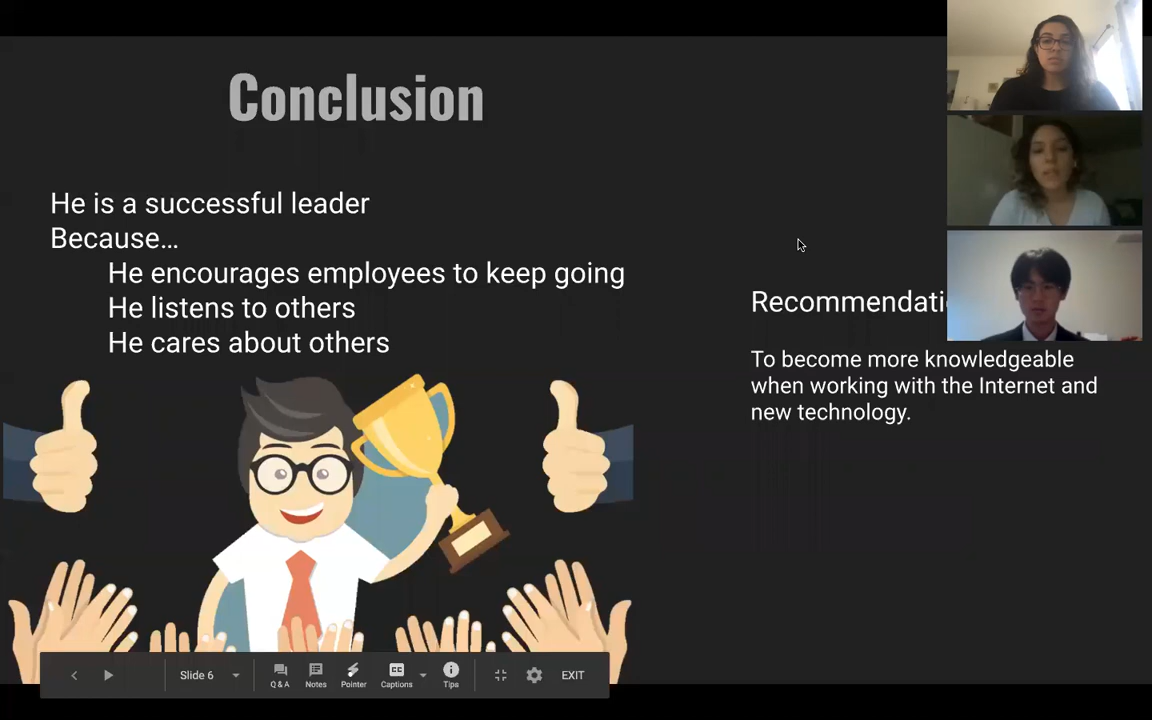 Conclusion
He is a successful leader
Because...
He encourages employees to keep going
He listens to others
He cares about others
To become more knowledgeable
when working with the Internet and
new technology.
Slide 6
Q & A
Notes
Pointer
CC
Captions
Tips
EXIT